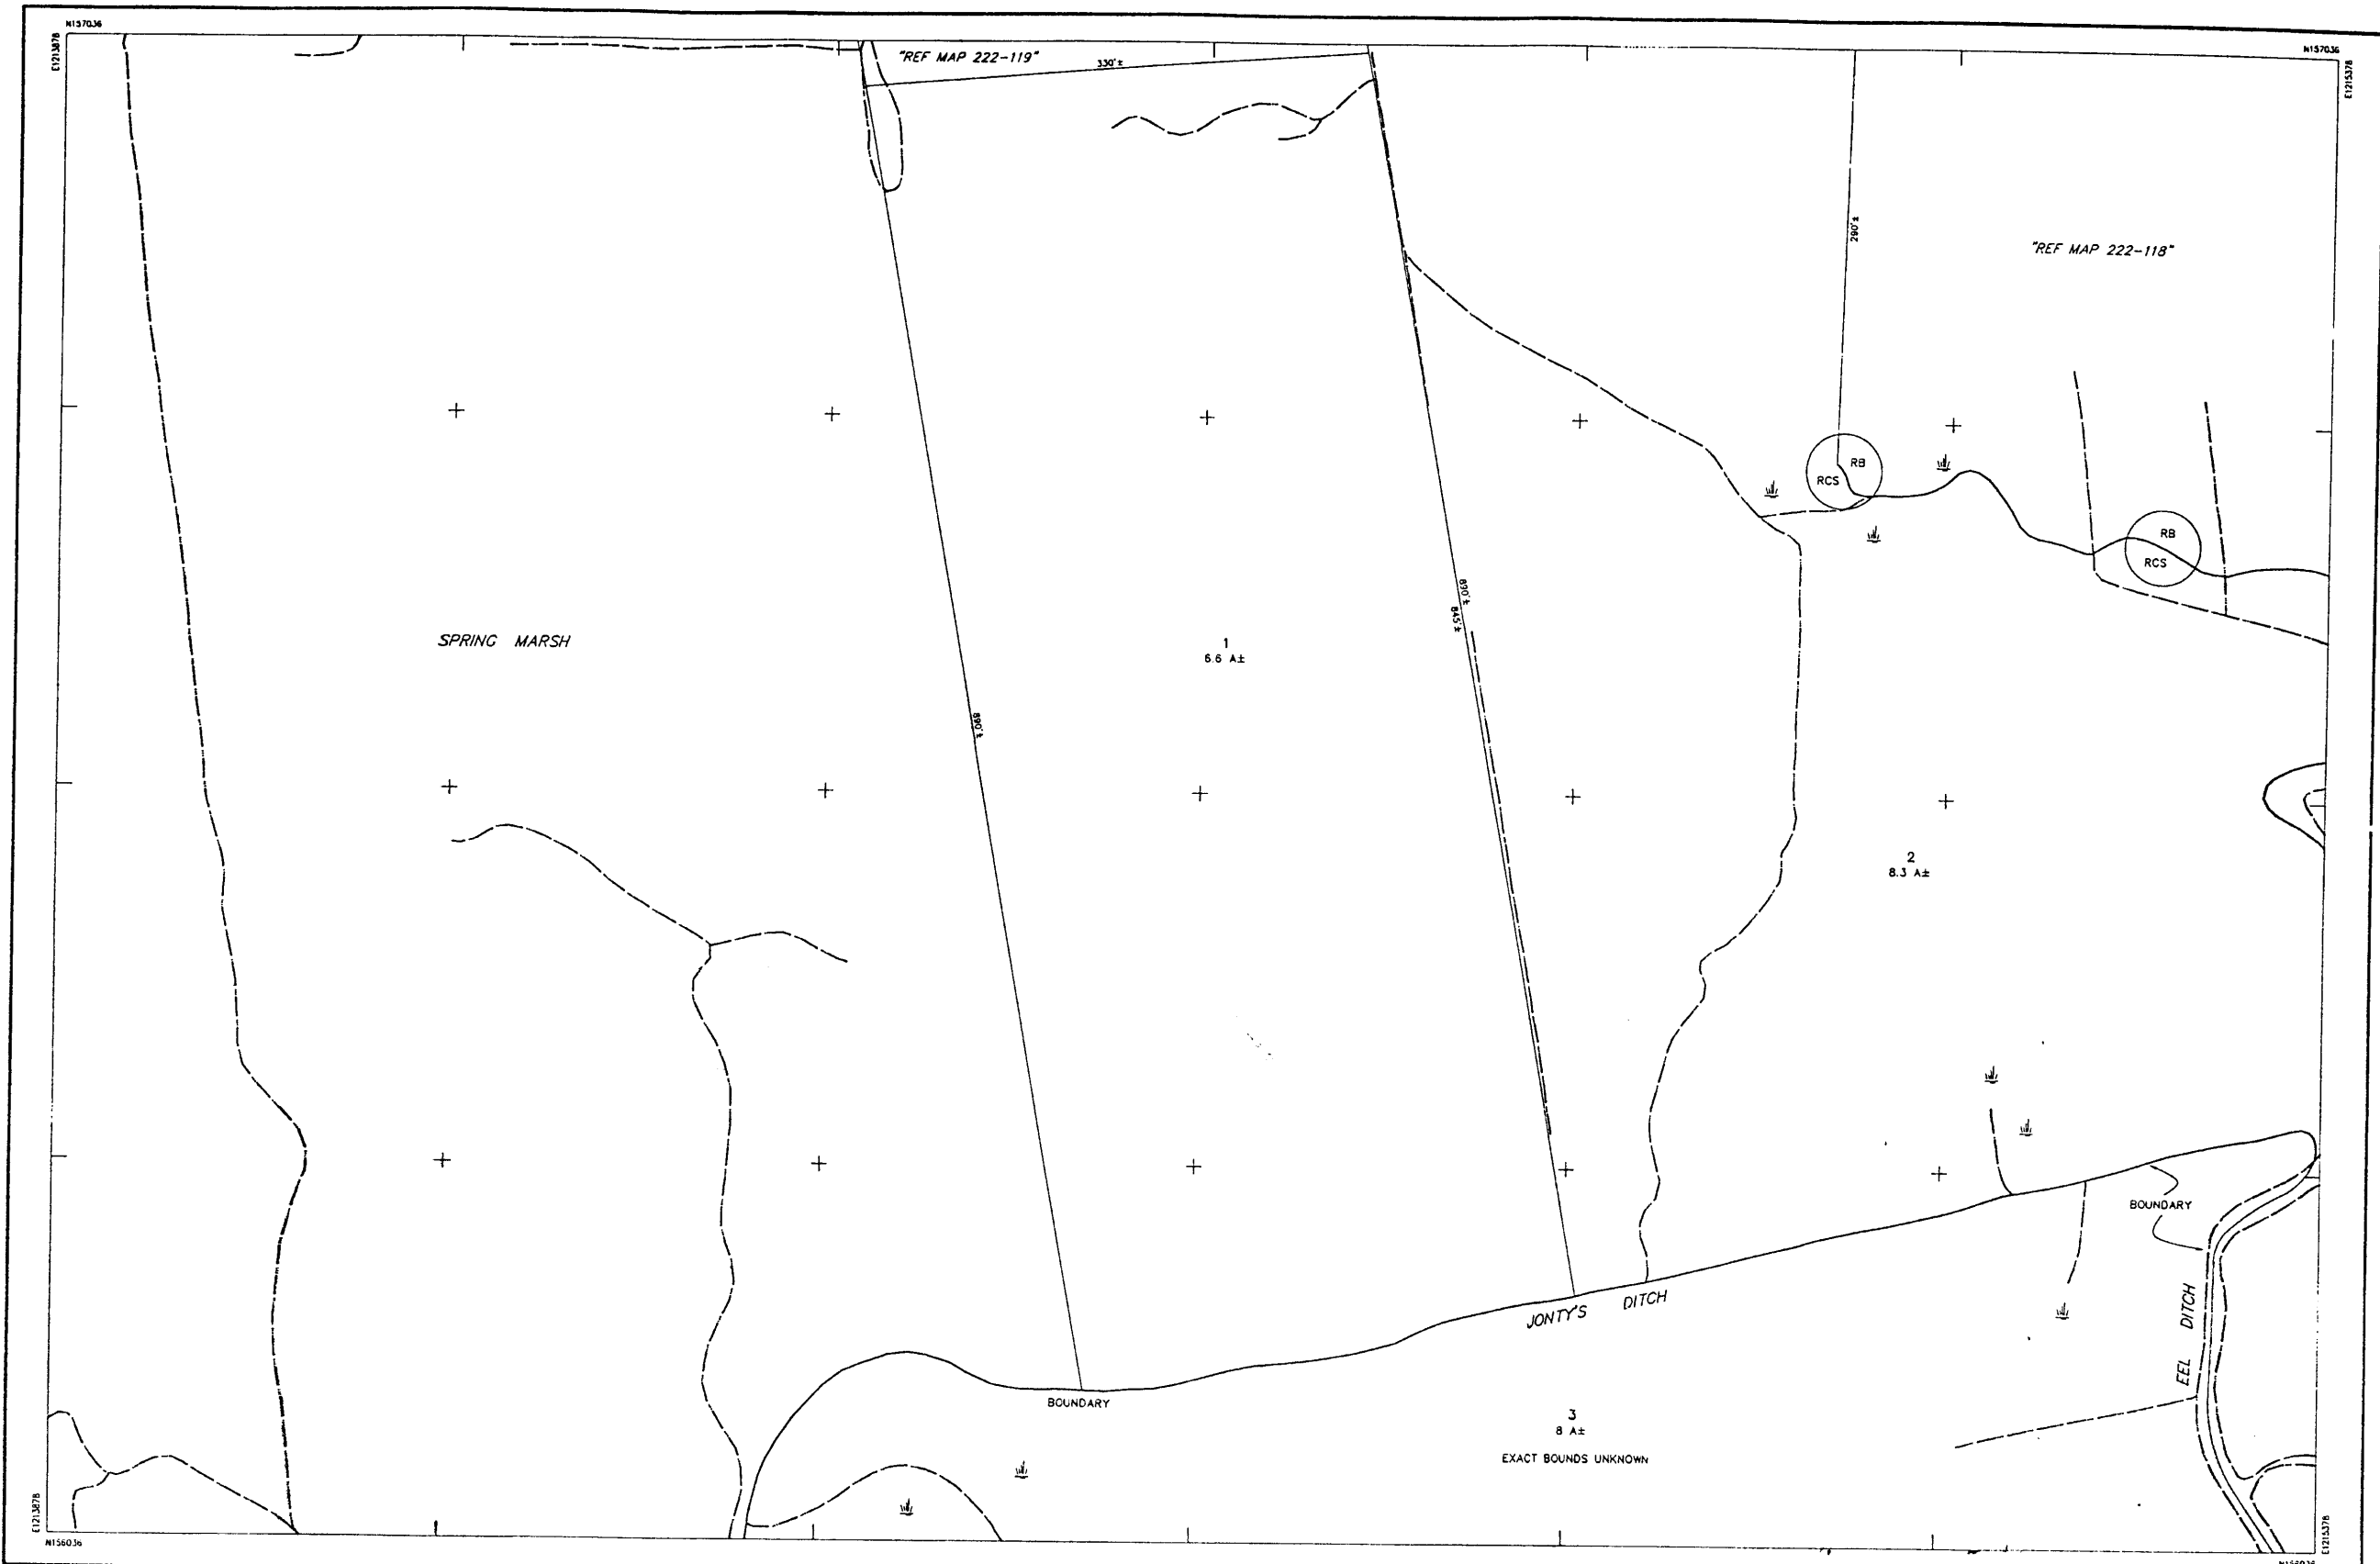 N157036
N157036
E1213878
E1215378
"REF MAP 222-119"
330'±
290'±
"REF MAP 222-118"
RB
RCS
RB
RCS
890'±
845'±
SPRING MARSH
1
6.6 A±
890'±
2
8.3 A±
BOUNDARY
JONTY'S DITCH
EEL DITCH
BOUNDARY
3
8 A±
EXACT BOUNDS UNKNOWN
E1213878
E1215378
N156036
N156036